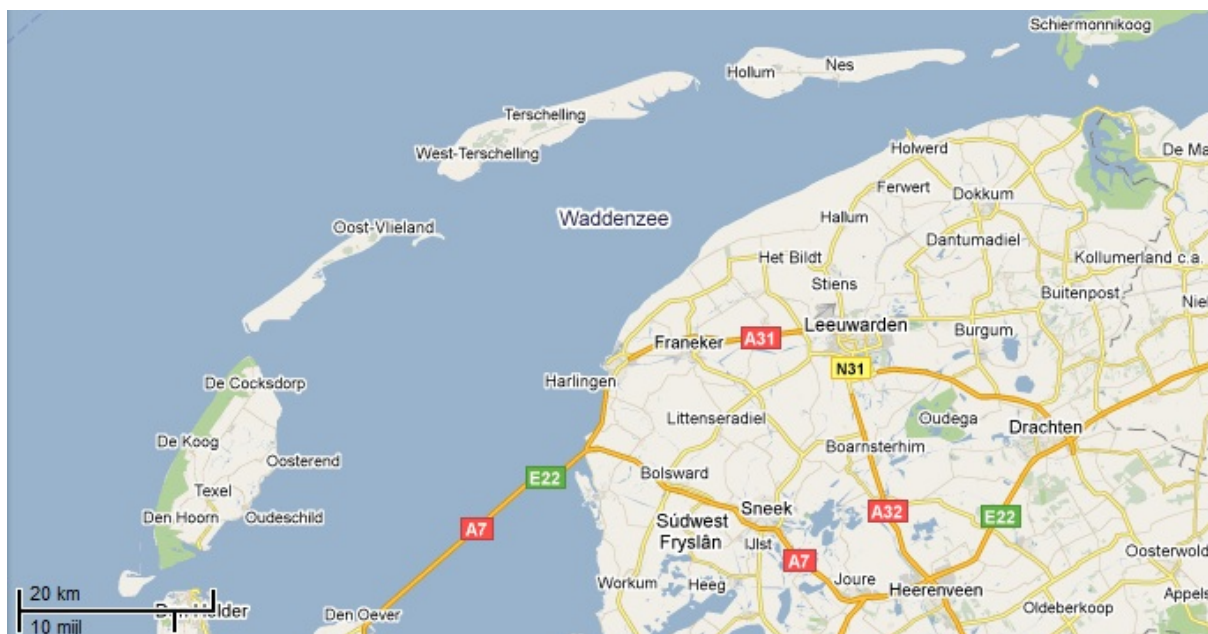 Schiermonnikoog
Hollum
Nes
Terschelling
West-Terschelling
Holwerd
De Ma
Ferwert
Dokkum
Waddenzee
Hallum
Oost-Vlieland
Dantumadiel
Het Bildt
Kollumerland c.a.
Stiens
Buitenpost
Niel
Leeuwarden
Burgum
A31
Franeker
N31
De Cocksdorp
Harlingen
Littenseradiel
Oudega
Drachten
De Koog
Boarnsterhim
Oosterend
Bolsward
E22
Texel
Sneek
A32
E22
Den Hoorn
Oudeschild
Súdwest
Fryslân
A7
IJlst
Oosterwold
A7
Joure
Workum
Heeg
Heerenveen
20 km
Appels
Den Helder
Den Oever
Oldeberkoop
10 mijl